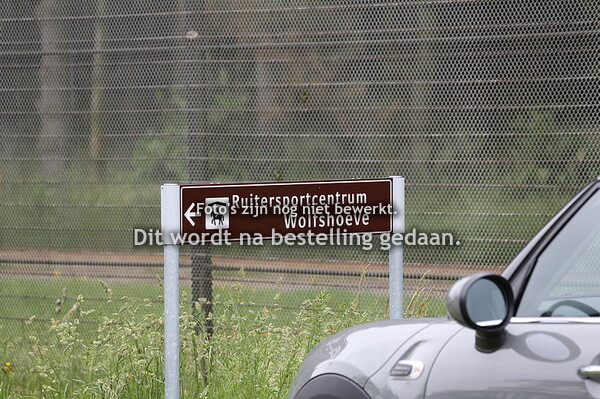 Ruitersportcentrum
Foto's zijn nog niet bewerkt.
Wolfshoeve
Dit wordt na bestelling gedaan.